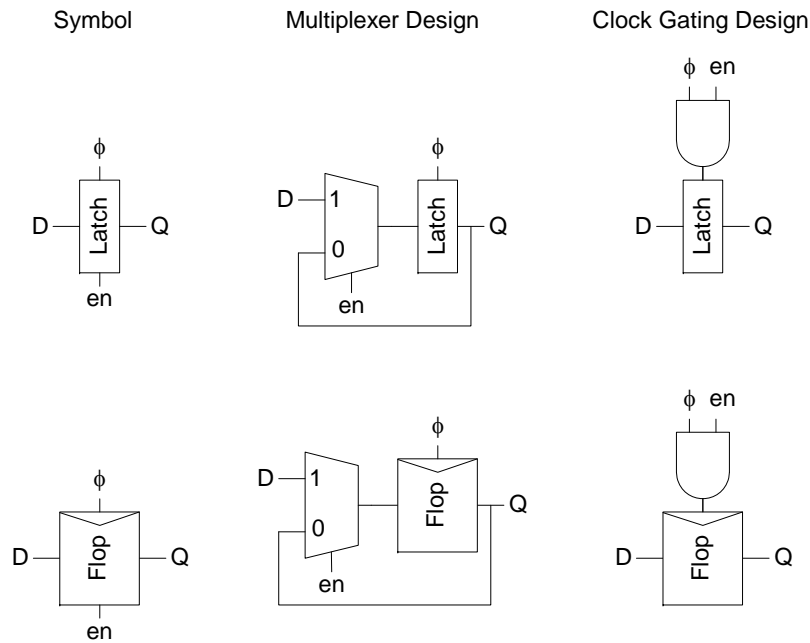 Symbol
Multiplexer Design
Clock Gating Design
ϕ
D
Latch
Q
en
ϕ
D
1
0
en
Latch
Q
ϕ en
D
Latch
Q
ϕ
D
Flop
Q
en
ϕ
D
1
0
en
Flop
Q
ϕ en
D
Flop
Q